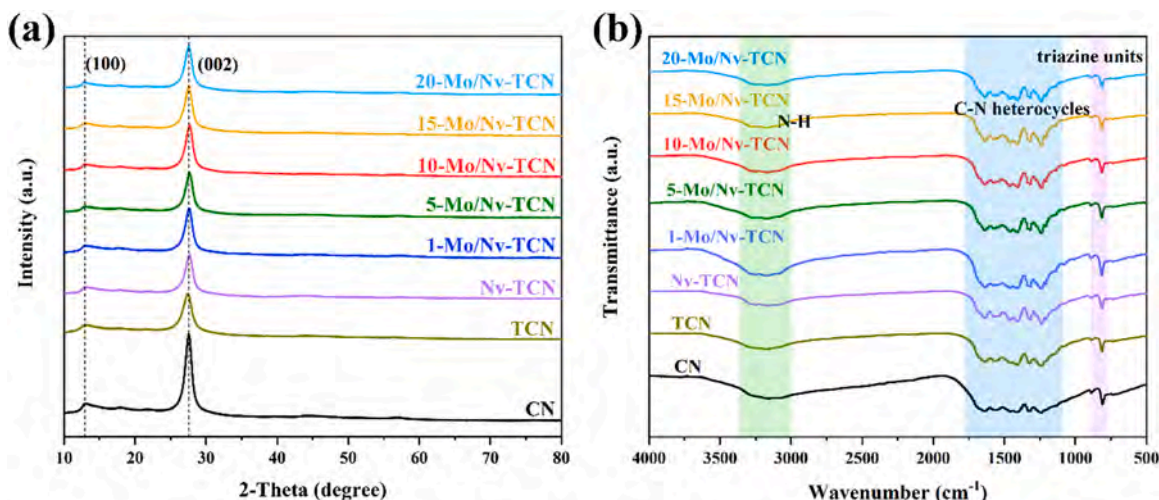 (a)
(100)
(002)
20-Mo/Nv-TCN
15-Mo/Nv-TCN
10-Mo/Nv-TCN
5-Mo/Nv-TCN
1-Mo/Nv-TCN
Nv-TCN
TCN
CN
Intensity (a.u.)
10 20 30 40 50 60 70 80
2-Theta (degree)
(b)
20-Mo/Nv-TCN
triazine units
15-Mo/Nv-TCN
C-N heterocycles
N-H
10-Mo/Nv-TCN
5-Mo/Nv-TCN
1-Mo/Nv-TCN
Nv-TCN
TCN
CN
Transmittance (a.u.)
4000 3500 3000 2500 2000 1500 1000 500
Wavenumber (cm⁻¹)